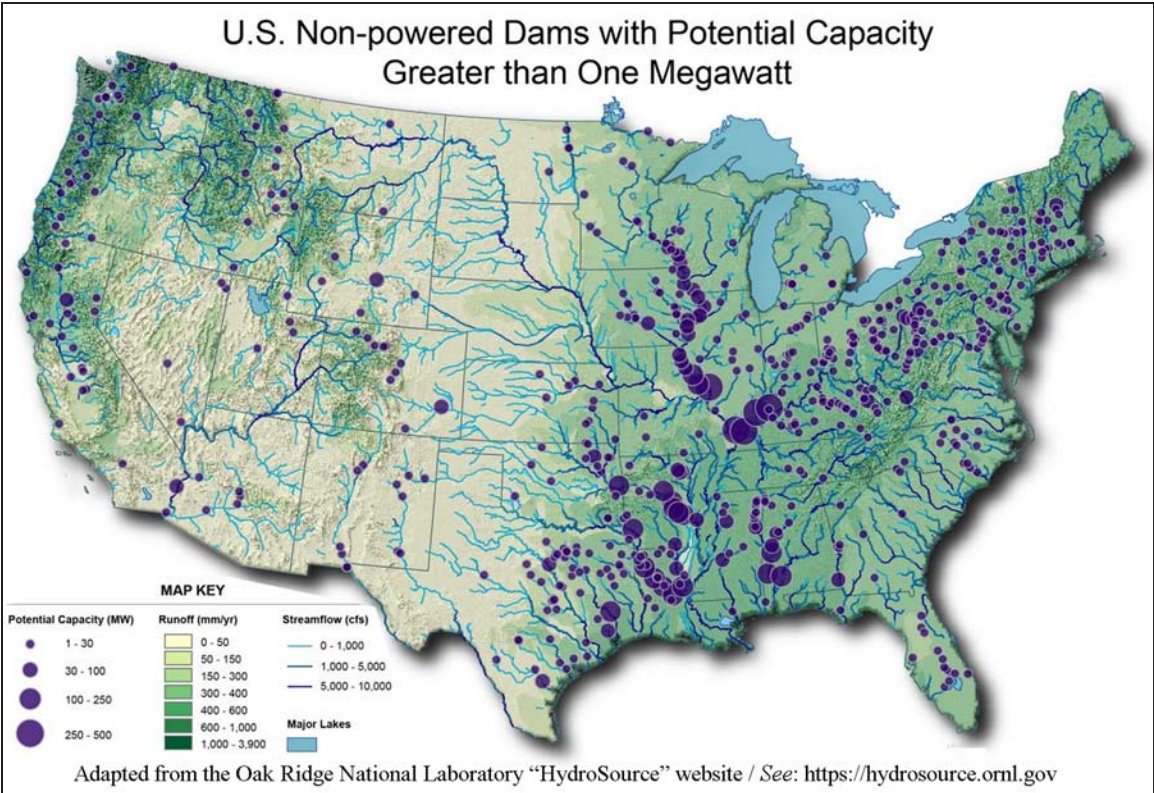 U.S. Non-powered Dams with Potential Capacity
Greater than One Megawatt
MAP KEY
Potential Capacity (MW)
1 - 30
30 - 100
100 - 250
250 - 500
Runoff (mm/yr)
0 - 50
50 - 150
150 - 300
300 - 400
400 - 600
600 - 1,000
1,000 - 3,900
Streamflow (cfs)
0 - 1,000
1,000 - 5,000
5,000 - 10,000
Major Lakes
Adapted from the Oak Ridge National Laboratory “HydroSource” website / See: https://hydrosource.ornl.gov